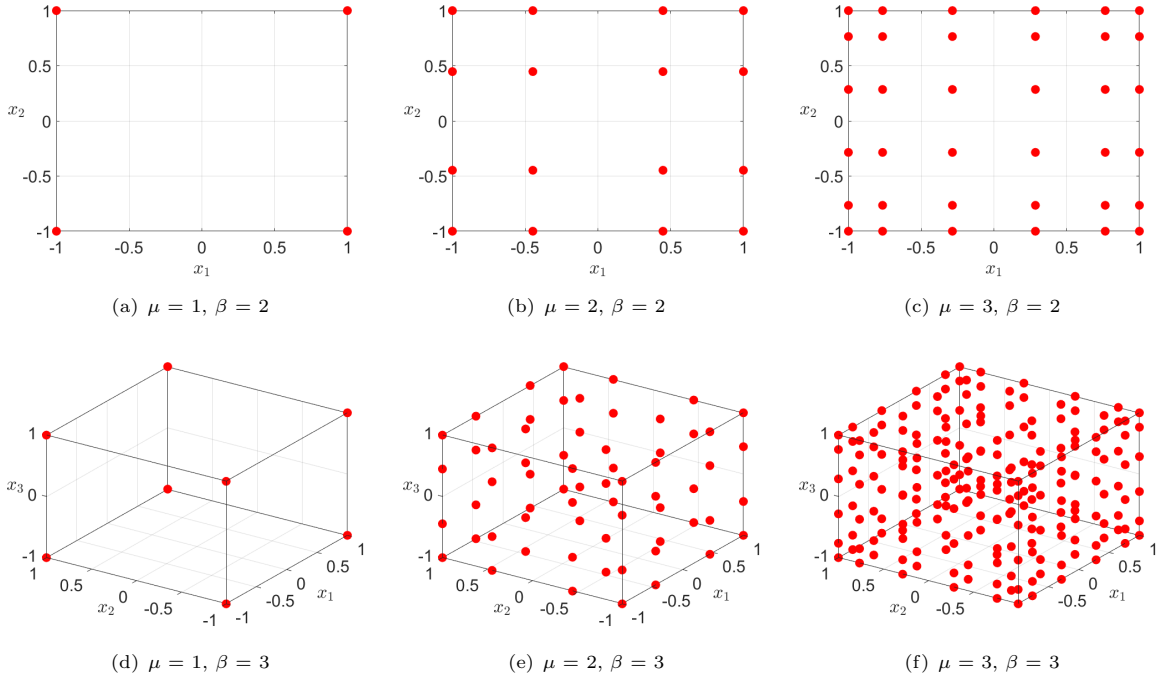 1
0.5
x₂
0
-0.5
-1
-1 -0.5 0 0.5 1
x₁
(a) μ = 1, β = 2
1
0.5
x₂
0
-0.5
-1
-1 -0.5 0 0.5 1
x₁
(b) μ = 2, β = 2
1
0.5
x₂
0
-0.5
-1
-1 -0.5 0 0.5 1
x₁
(c) μ = 3, β = 2
1
x₃
0
-1
1 0.5 0 -0.5 -1
x₂
-1 -0.5 0 0.5 1
x₁
(d) μ = 1, β = 3
1
x₃
0
-1
1 0.5 0 -0.5 -1
x₂
-1 -0.5 0 0.5 1
x₁
(e) μ = 2, β = 3
1
x₃
0
-1
1 0.5 0 -0.5 -1
x₂
-1 -0.5 0 0.5 1
x₁
(f) μ = 3, β = 3